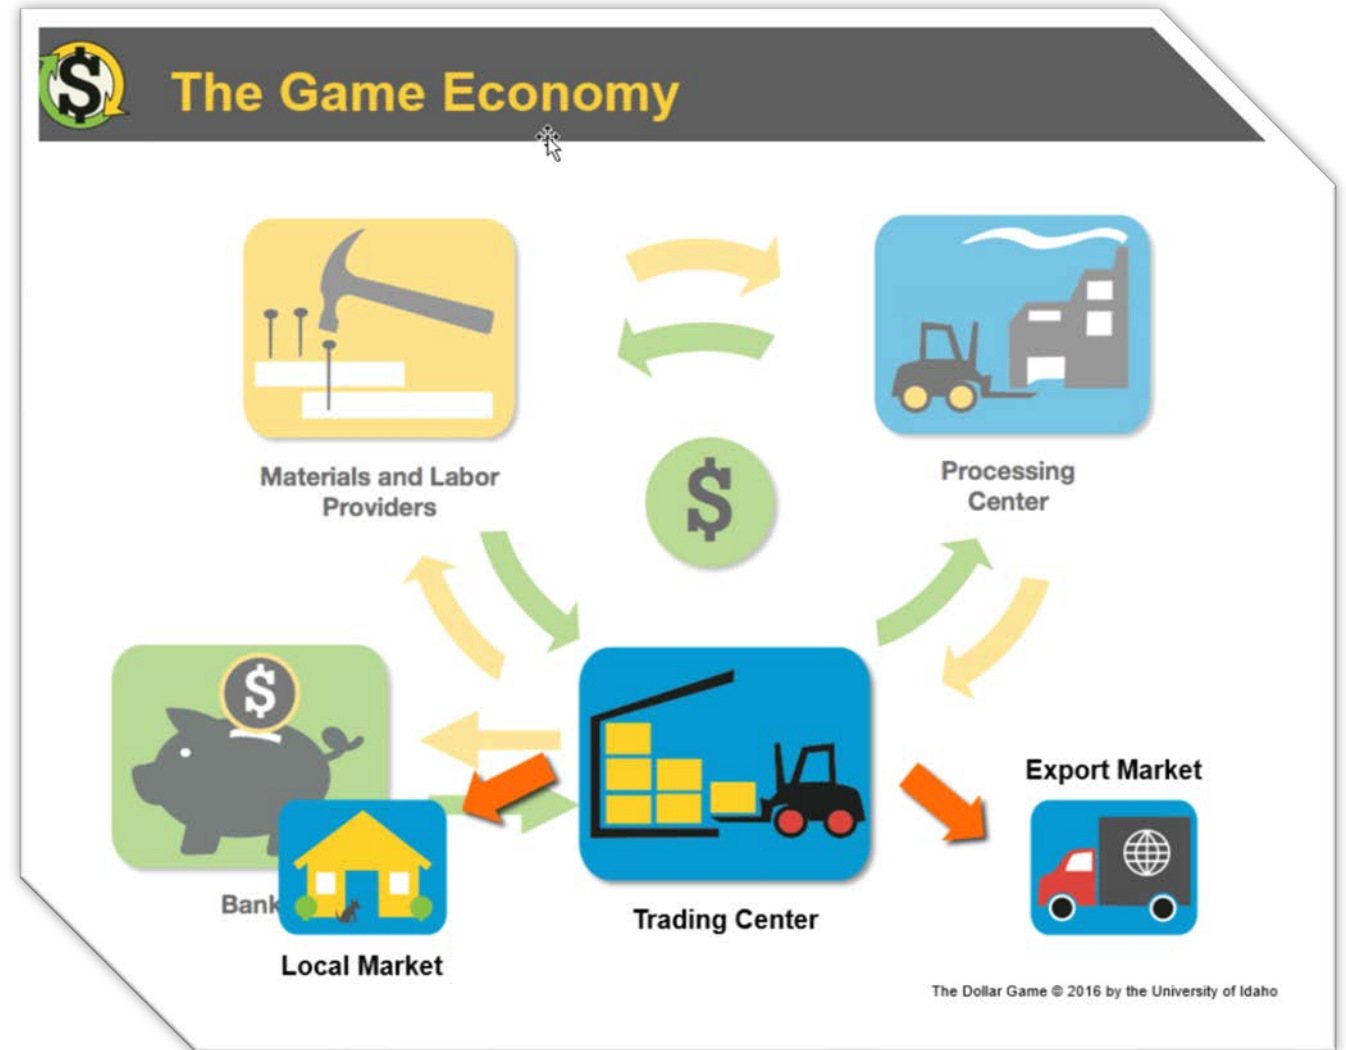 $
The Game Economy
Materials and Labor
Providers
Processing
Center
$
$
Bank
Export Market
Trading Center
Local Market
The Dollar Game © 2016 by the University of Idaho